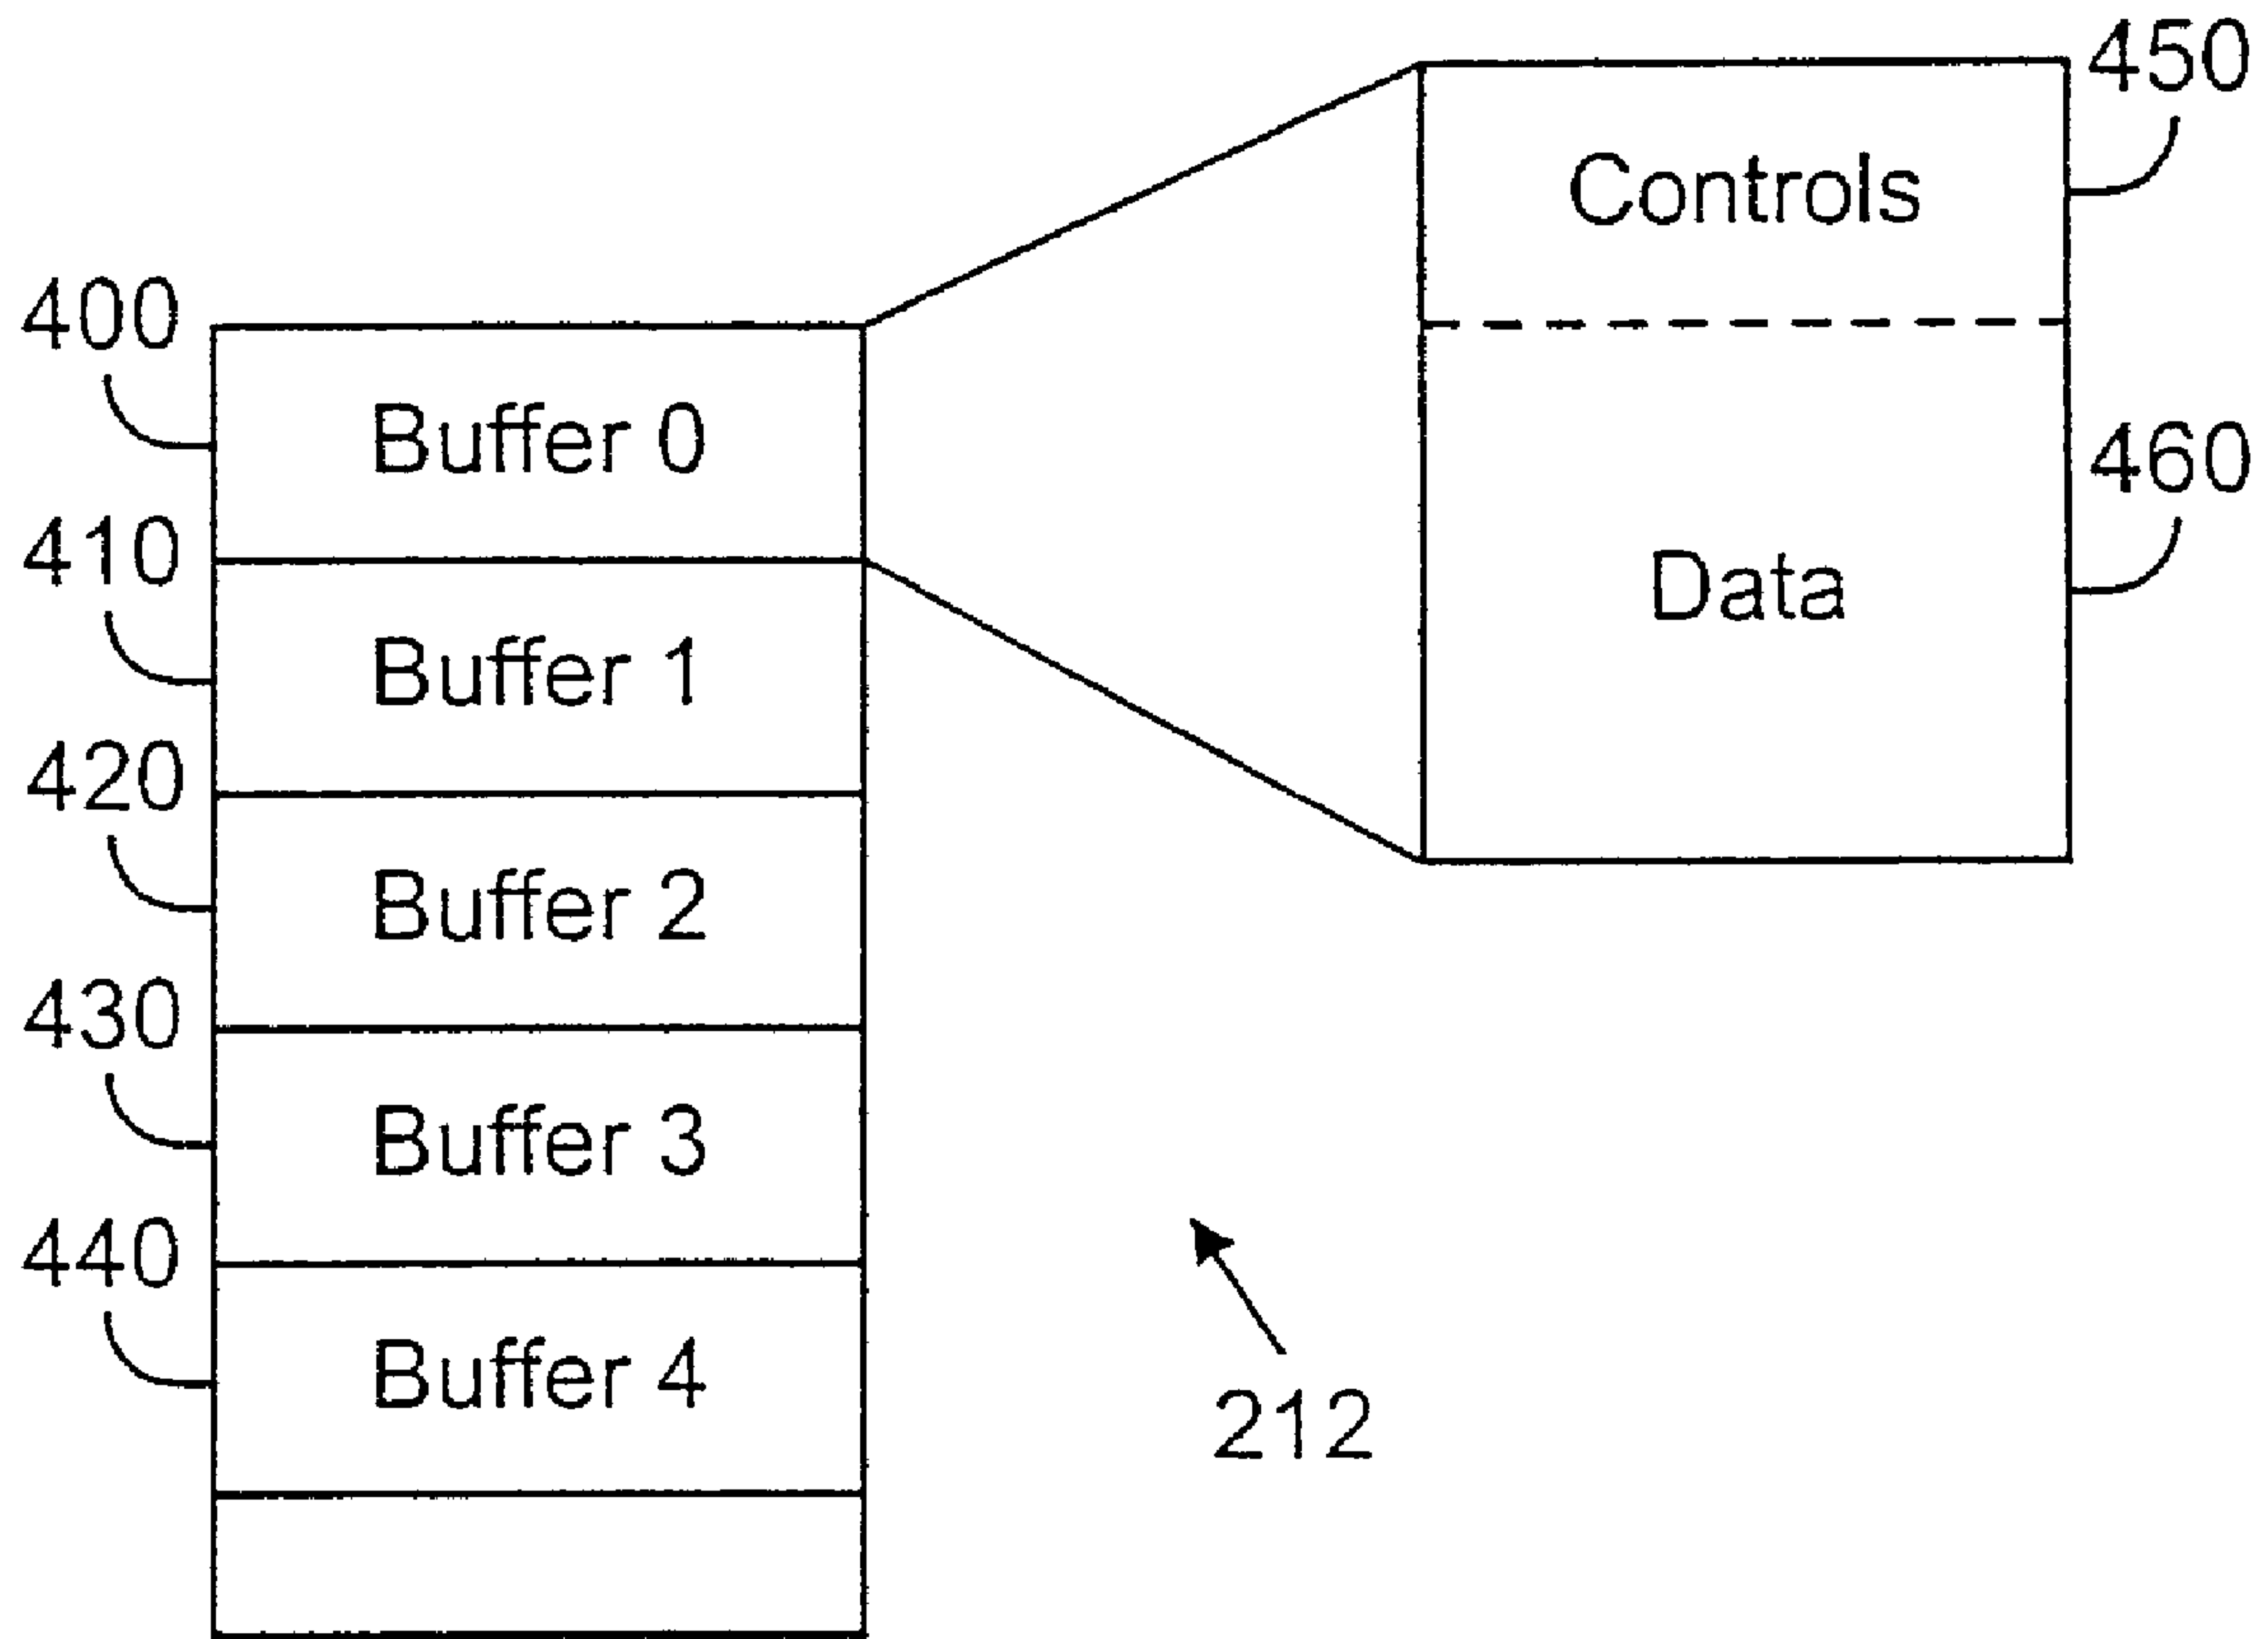 450
Controls
400
460
Buffer 0
410
Data
Buffer 1
420
Buffer 2
430
Buffer 3
440
Buffer 4
212